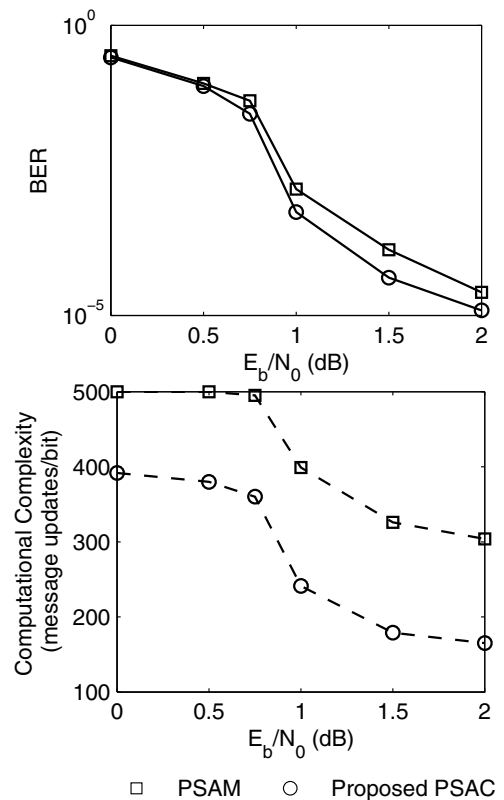 10^0
BER
10^-5
0 0.5 1 1.5 2
E_b/N_0 (dB)
Computational Complexity
(message updates/bit)
500
400
300
200
100
0 0.5 1 1.5 2
E_b/N_0 (dB)
PSAM Proposed PSAC